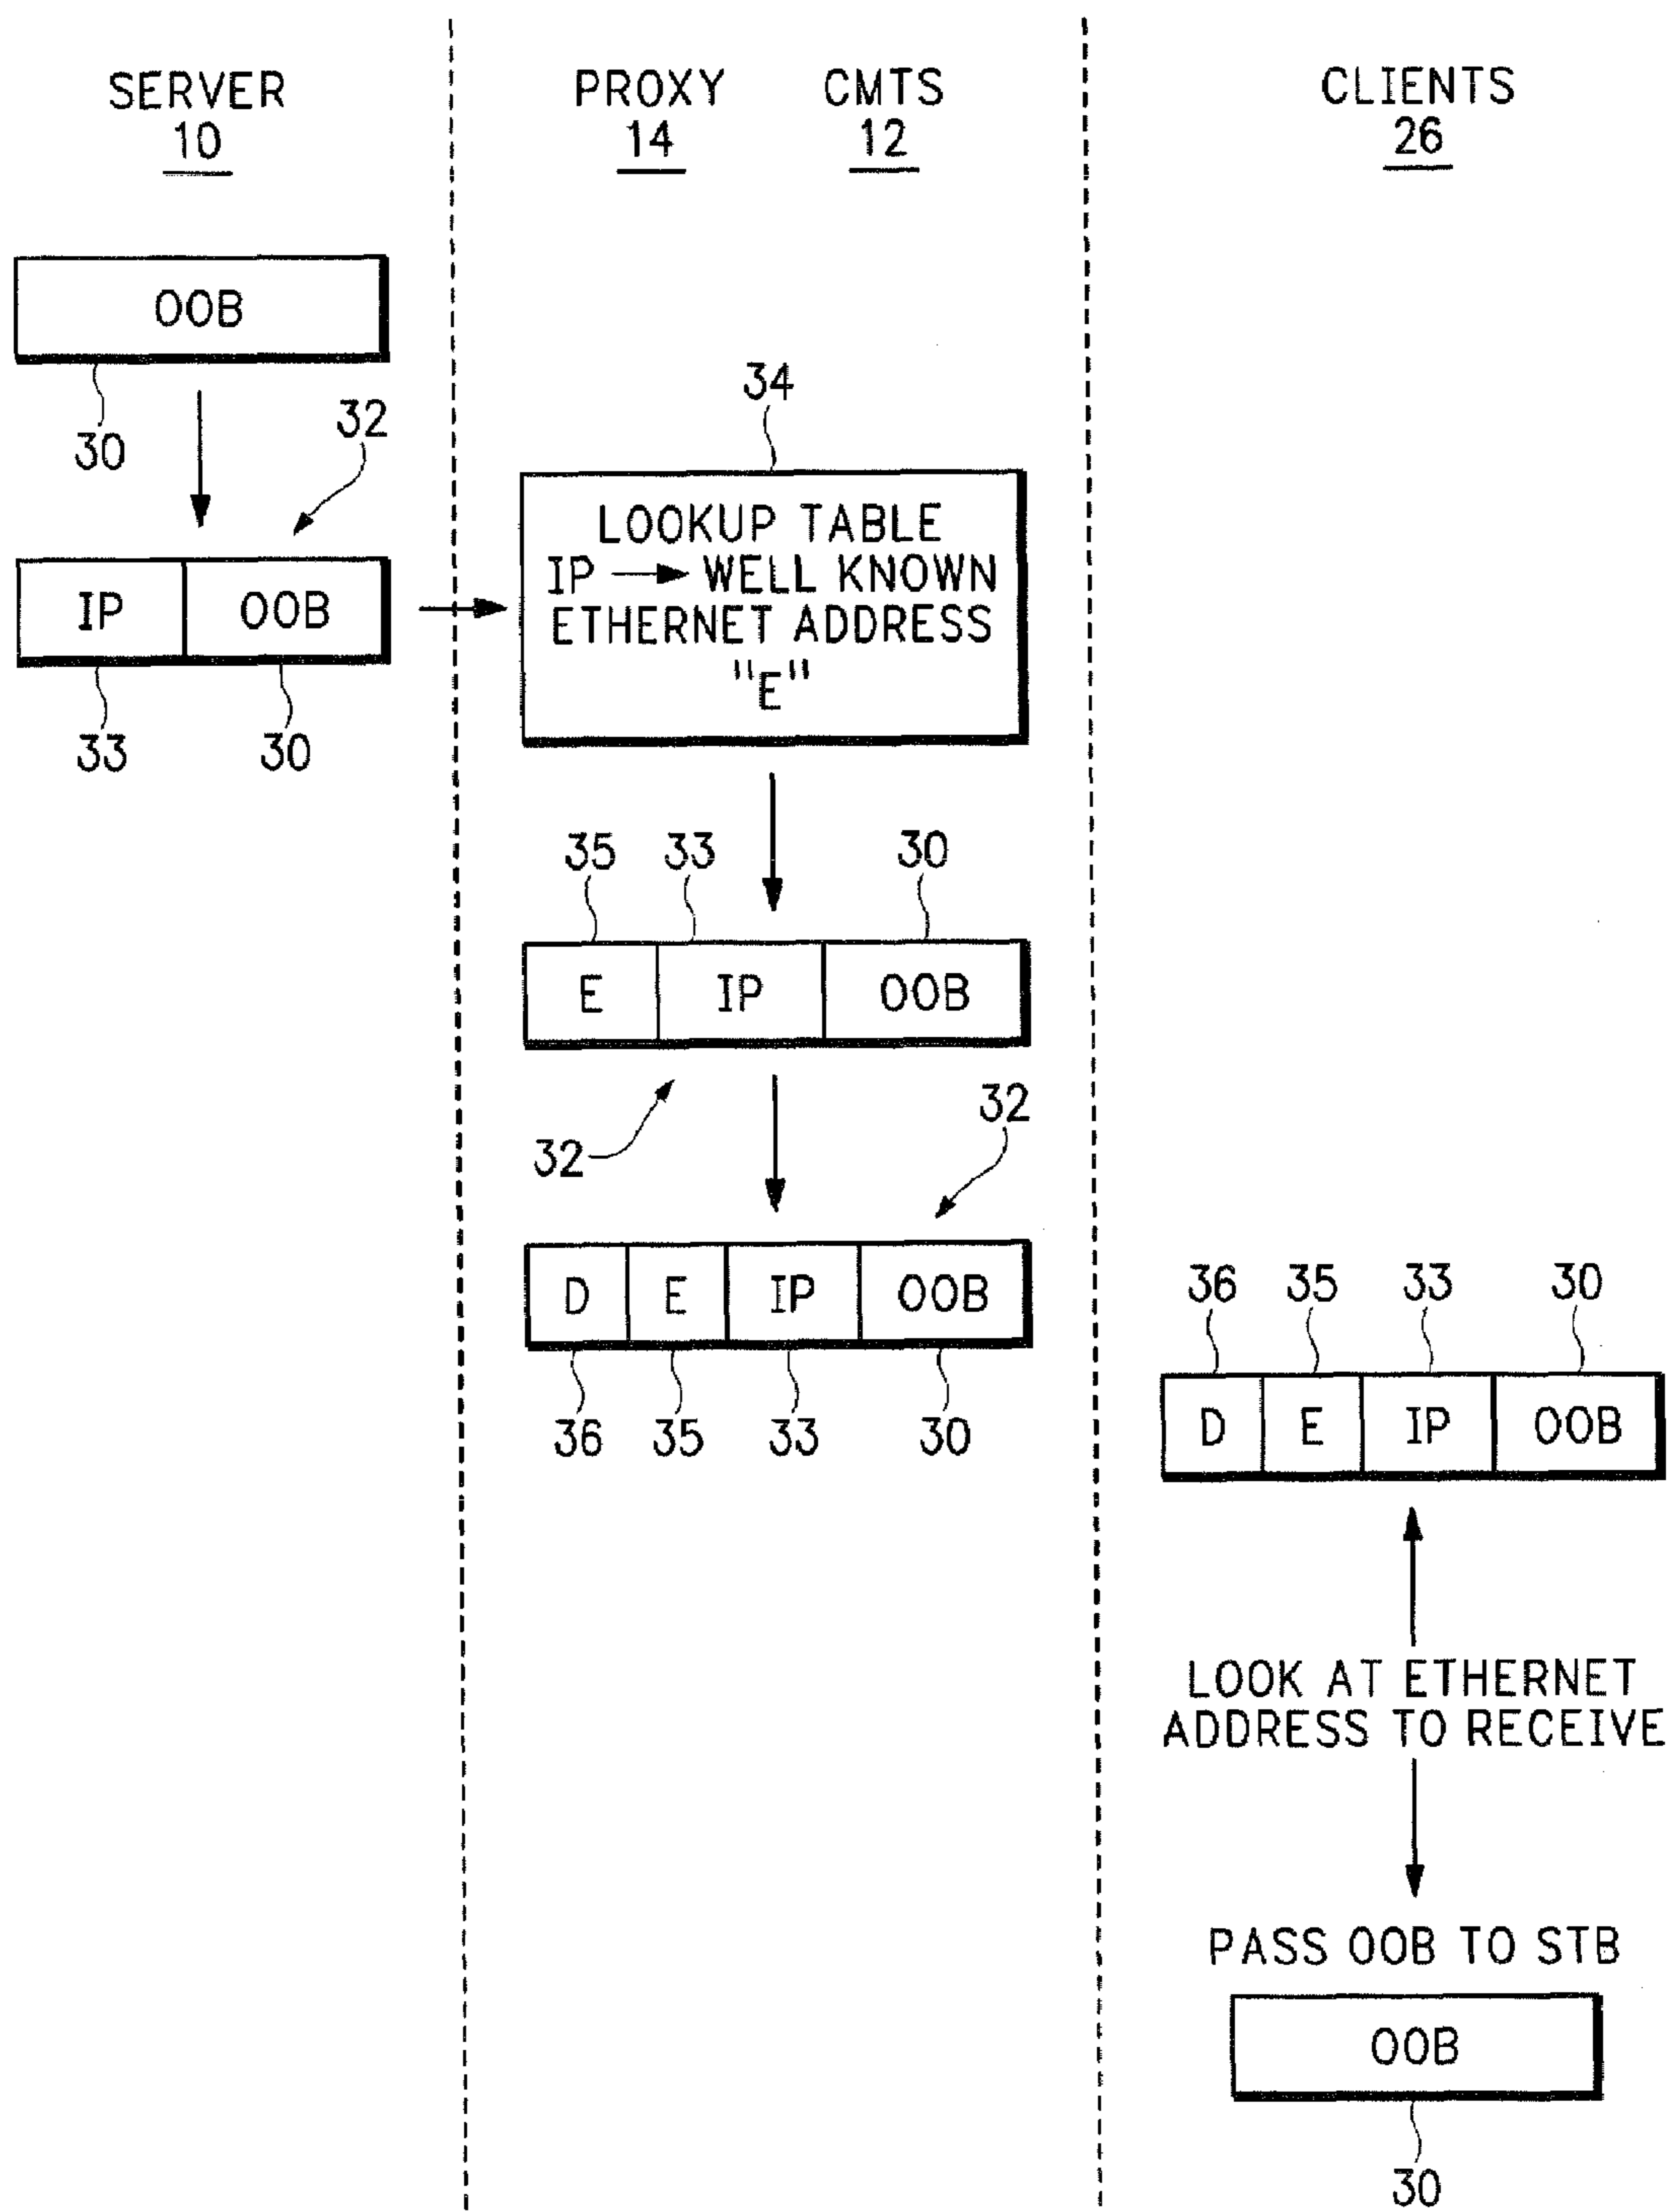 SERVER
10
PROXY
14
CMTS
12
CLIENTS
26
OOB
30
32
IP OOB
33 30
34
LOOKUP TABLE
IP → WELL KNOWN
ETHERNET ADDRESS
"E"
35 33 30
E IP OOB
32
32
D E IP OOB
36 35 33 30
36 35 33 30
D E IP OOB
LOOK AT ETHERNET
ADDRESS TO RECEIVE
PASS OOB TO STB
OOB
30